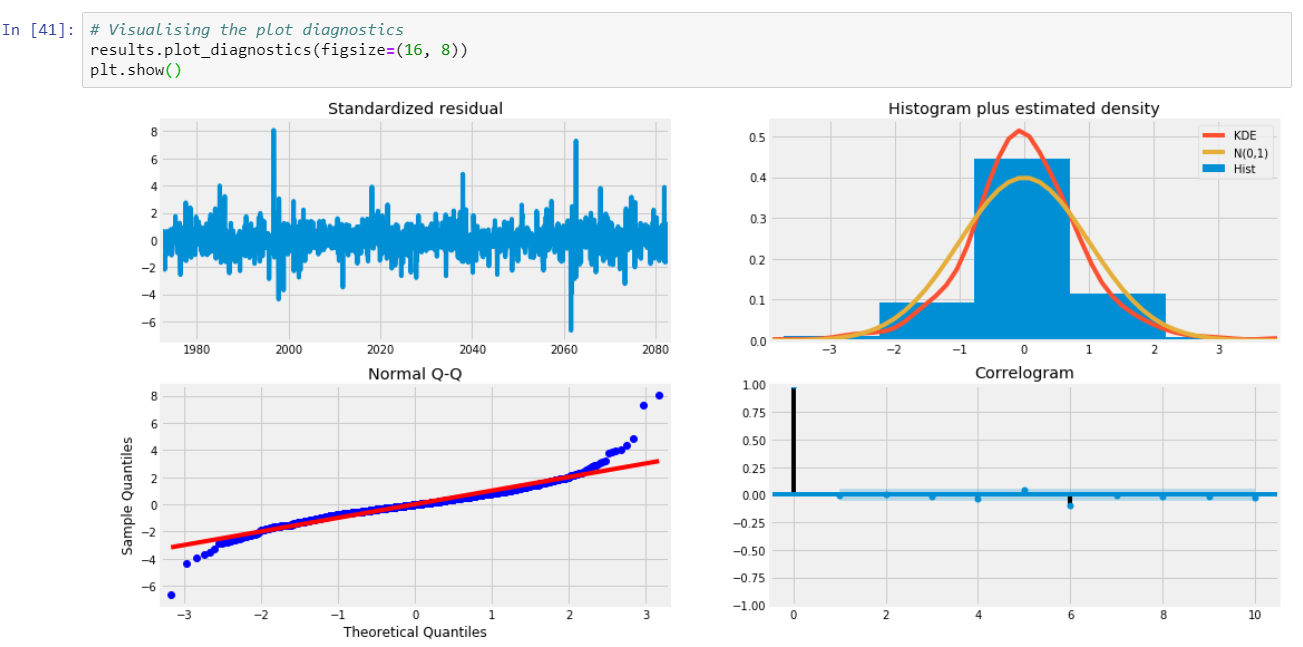 In [41]:
# Visualising the plot diagnostics
results.plot_diagnostics(figsize=(16, 8))
plt.show()
Standardized residual
8
6
4
2
0
−2
−4
−6
1980 2000 2020 2040 2060 2080
Histogram plus estimated density
KDE
N(0,1)
Hist
0.5
0.4
0.3
0.2
0.1
0.0
−3 −2 −1 0 1 2 3
Normal Q-Q
Sample Quantiles
8
6
4
2
0
−2
−4
−6
−3 −2 −1 0 1 2 3
Theoretical Quantiles
Correlogram
1.00
0.75
0.50
0.25
0.00
−0.25
−0.50
−0.75
−1.00
0 2 4 6 8 10